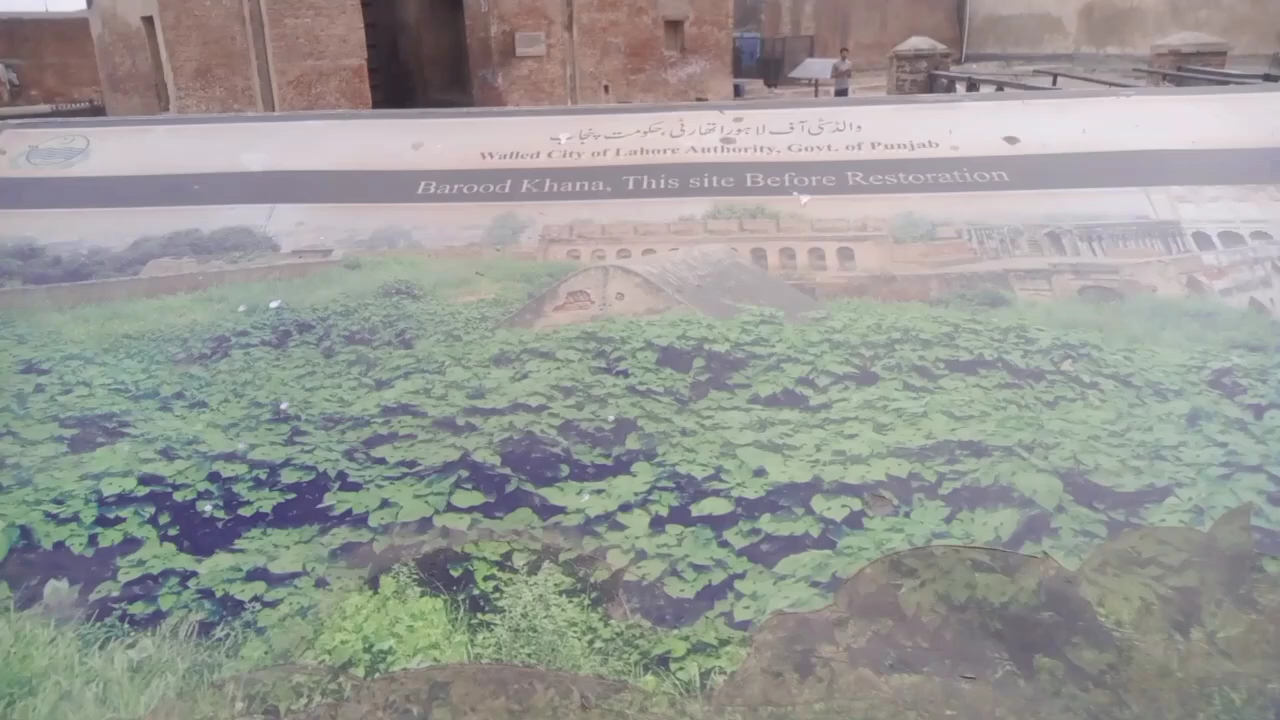 والڈ سٹی آف لاہور اتھارٹی، حکومت پنجاب
Walled City of Lahore Authority, Govt. of Punjab
Barood Khana, This site Before Restoration